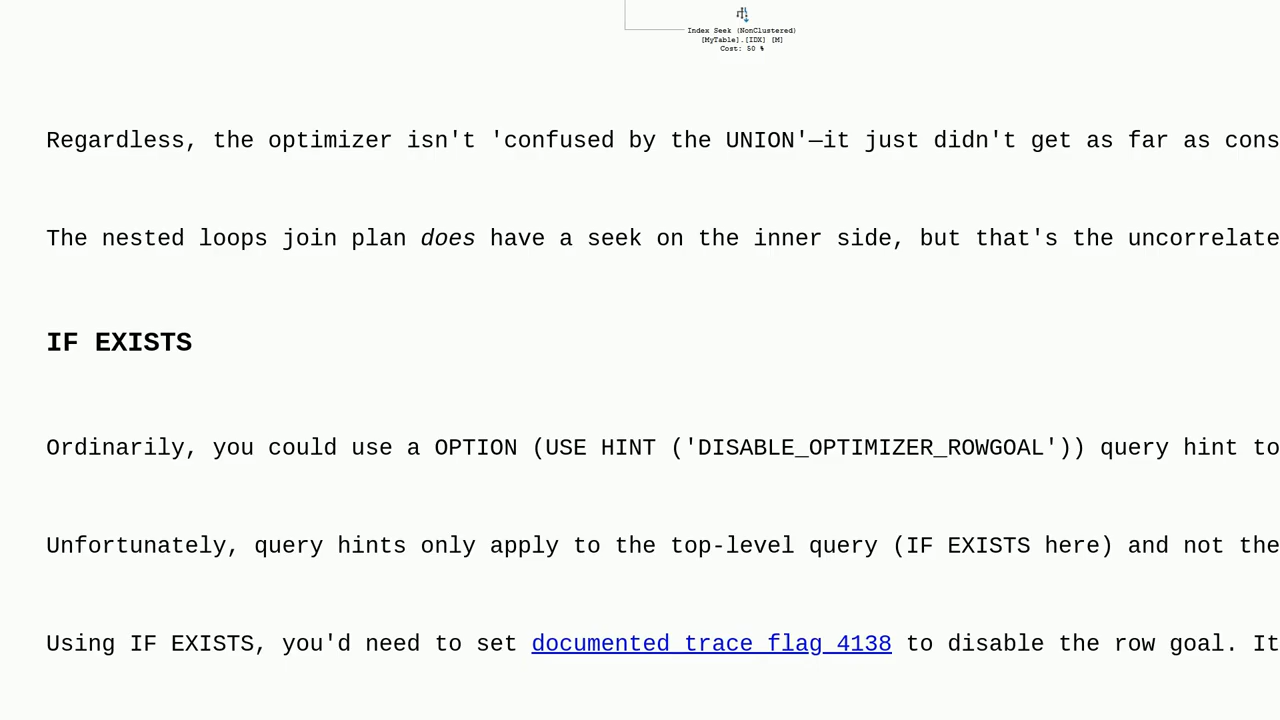 Index Seek (NonClustered)
[MyTable].[IDX] [M]
Cost: 50 %
Regardless, the optimizer isn't 'confused by the UNION'—it just didn't get as far as cons
The nested loops join plan does have a seek on the inner side, but that's the uncorrelate
IF EXISTS
Ordinarily, you could use a OPTION (USE HINT ('DISABLE_OPTIMIZER_ROWGOAL')) query hint to
Unfortunately, query hints only apply to the top-level query (IF EXISTS here) and not the
Using IF EXISTS, you'd need to set documented trace flag 4138 to disable the row goal. It